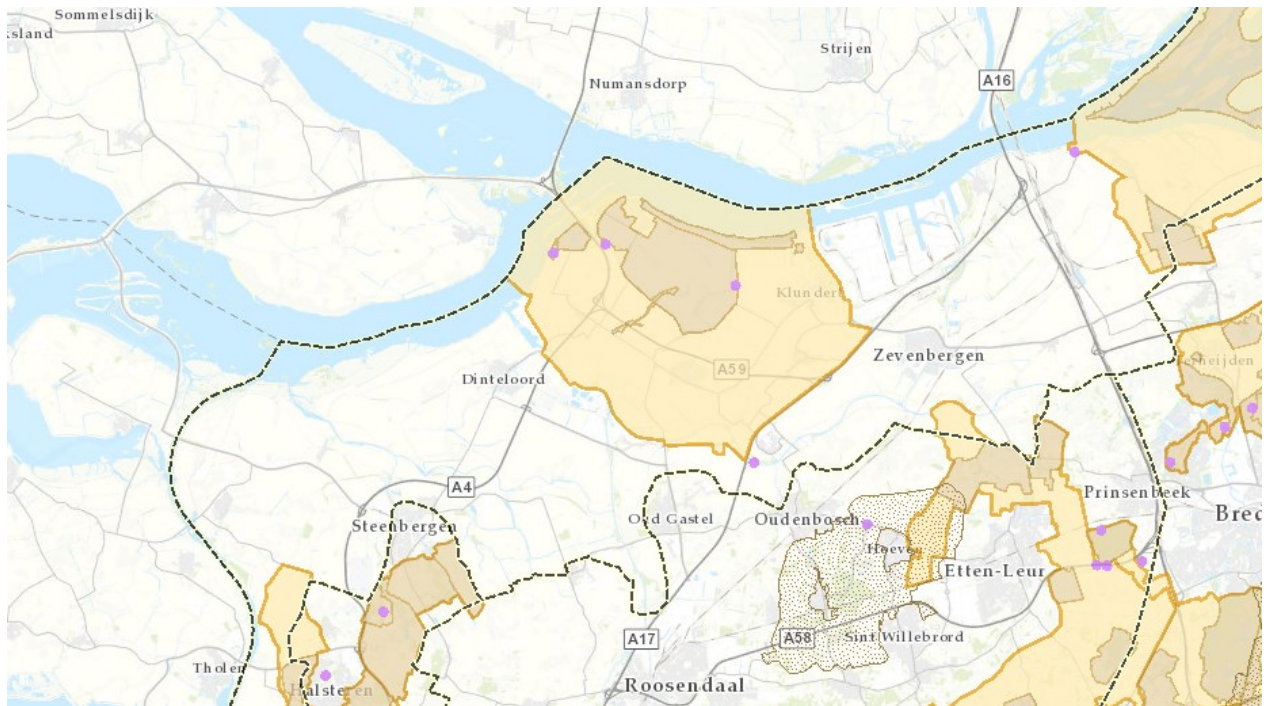 Sommelsdijk
ksland
Strijen
Numansdorp
A16
Klundert
Zevenbergen
A59
Dinteloord
A4
Prinsenbeek
Steenbergen
Oud Gastel
Oudenbosch
Bred
Hoeven
Etten-Leur
A17
A58
Sint Willebrord
Tholen
Halsteren
Roosendaal